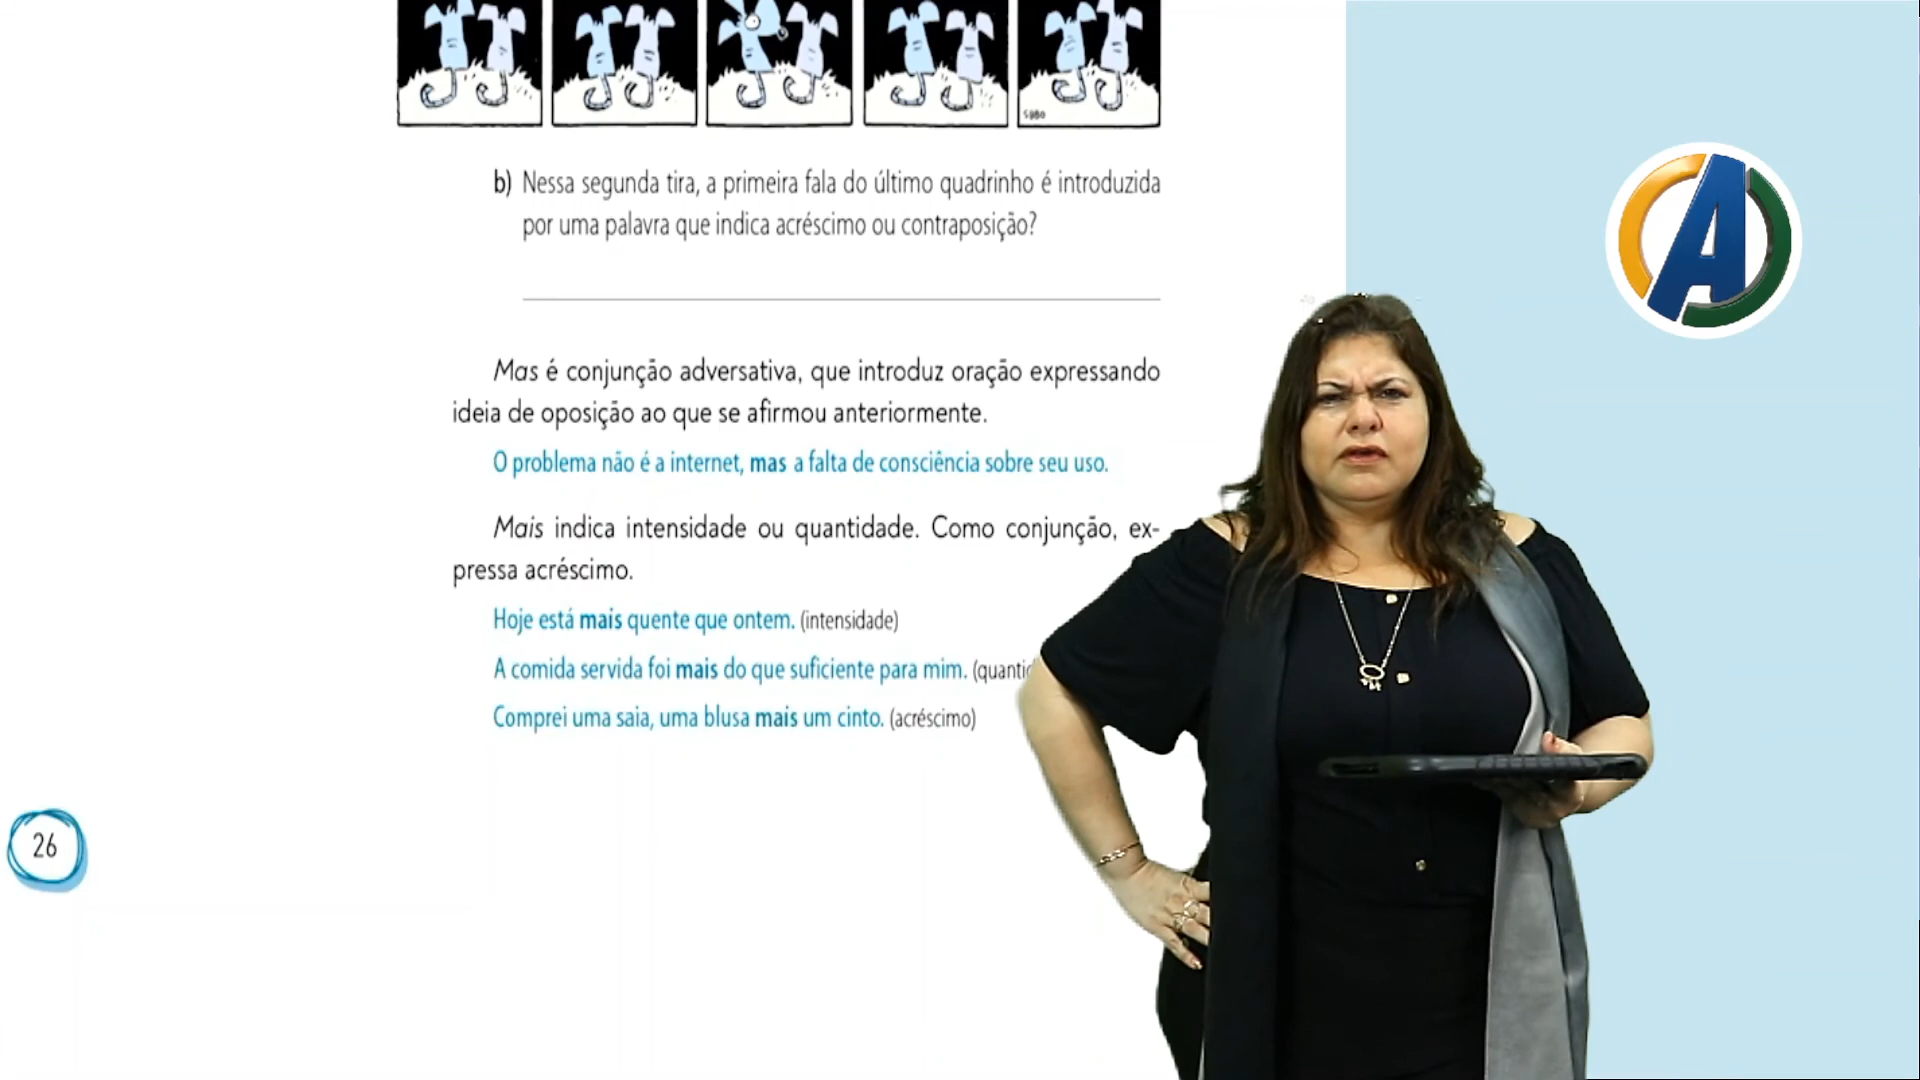 b) Nessa segunda tira, a primeira fala do último quadrinho é introduzida
por uma palavra que indica acréscimo ou contraposição?
Mas é conjunção adversativa, que introduz oração expressando
ideia de oposição ao que se afirmou anteriormente.
O problema não é a internet, mas a falta de consciência sobre seu uso.
Mais indica intensidade ou quantidade. Como conjunção, ex-
pressa acréscimo.
Hoje está mais quente que ontem. (intensidade)
A comida servida foi mais do que suficiente para mim.
Comprei uma saia, uma blusa mais um cinto. (acréscimo)
26
A